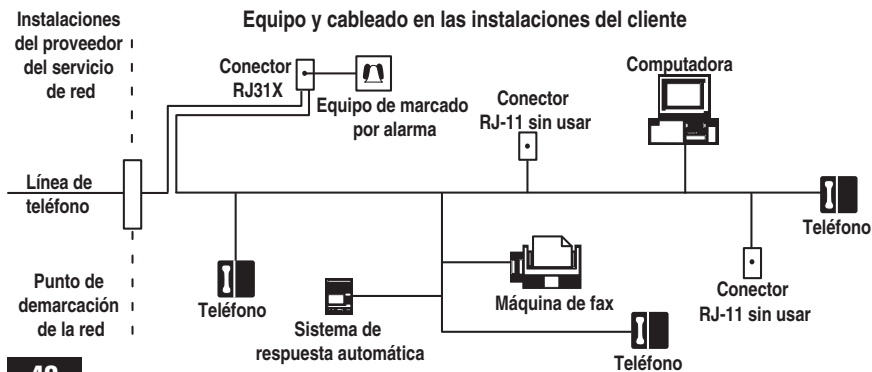 Instalaciones
del proveedor
del servicio
de red
Equipo y cableado en las instalaciones del cliente
Conector
RJ31X
Equipo de marcado
por alarma
Conector
RJ-11 sin usar
Computadora
Línea de
teléfono
Teléfono
Punto de
demarcación
de la red
Teléfono
Sistema de
respuesta automática
Máquina de fax
Conector
RJ-11 sin usar
Teléfono